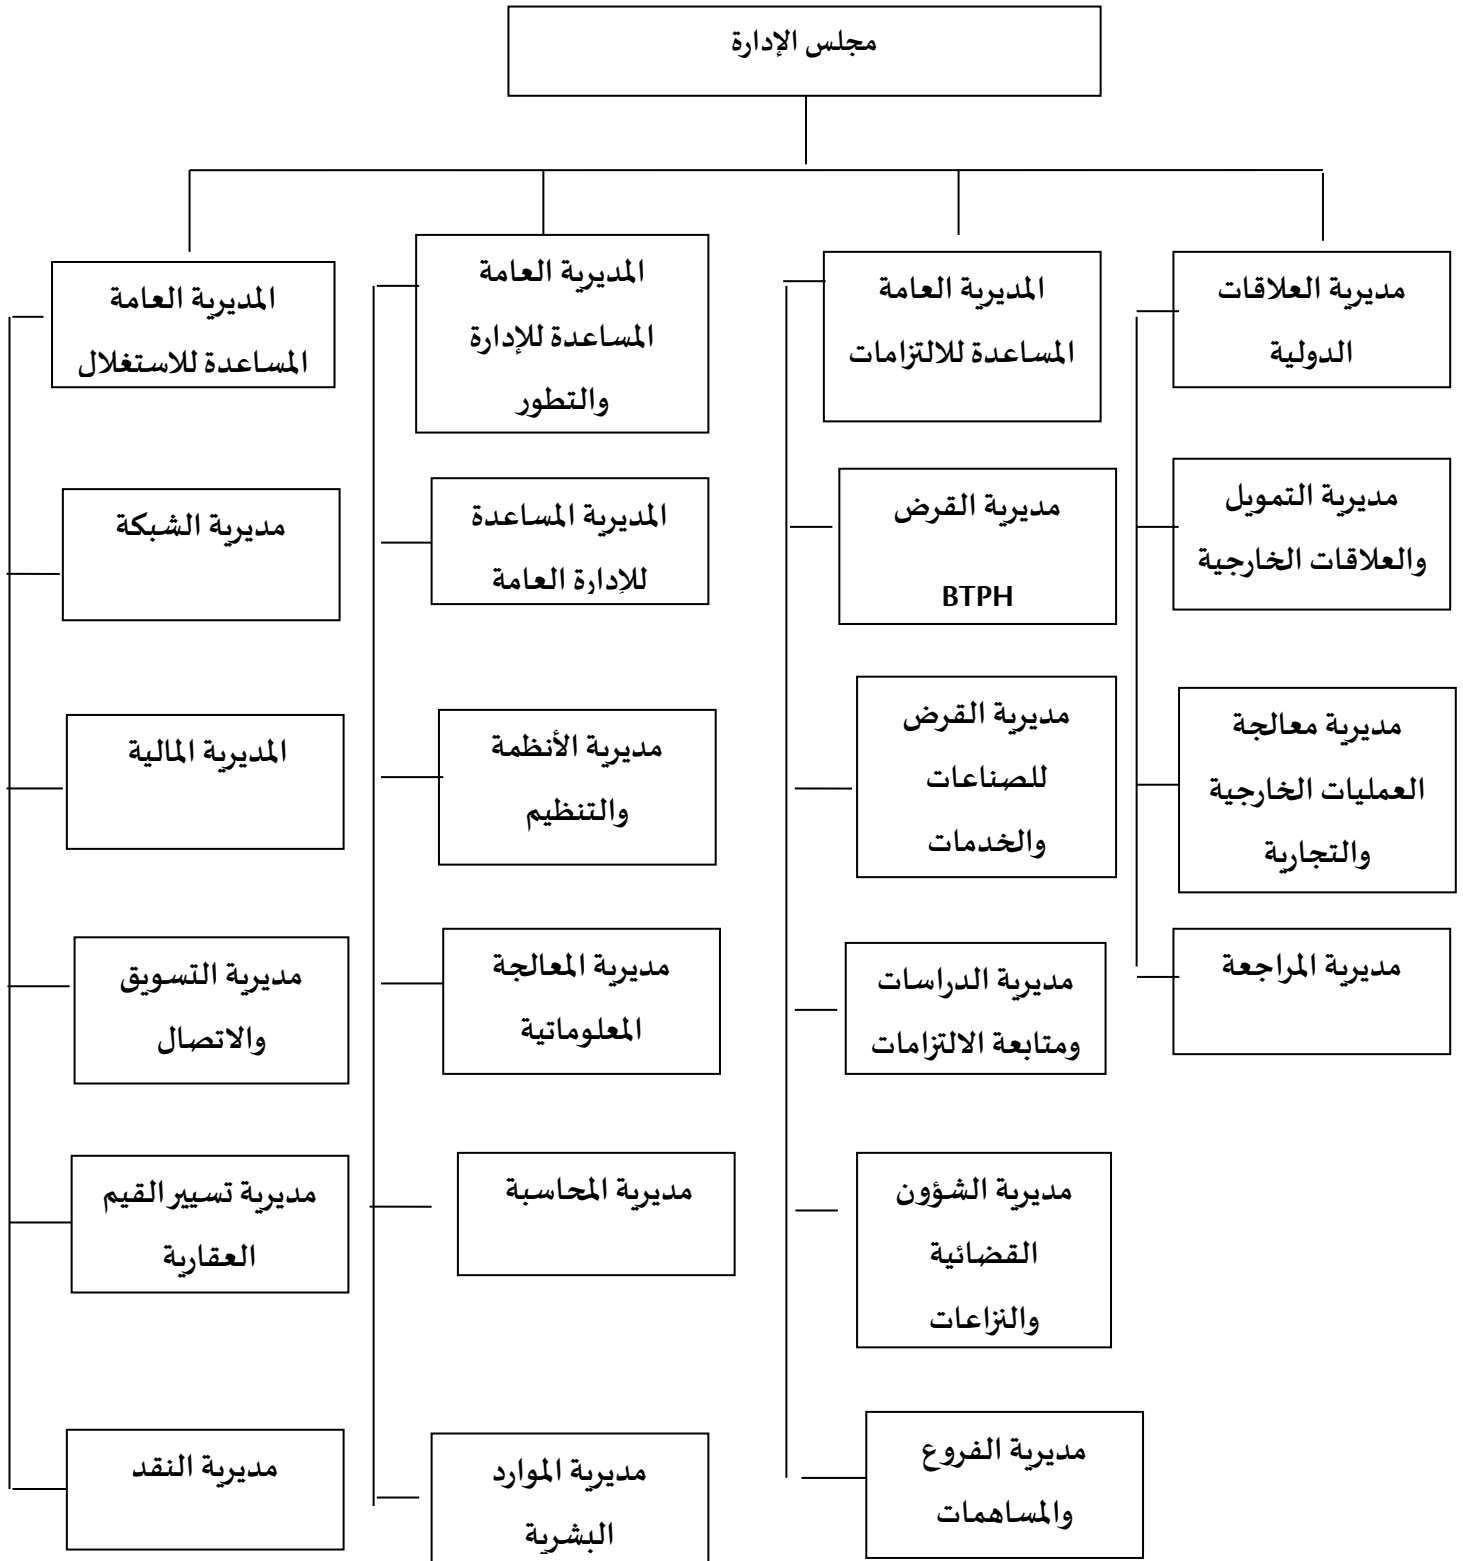 مجلس الإدارة
مديرية العلاقات
الدولية
مديرية التمويل
والعلاقات الخارجية
مديرية معالجة
العمليات الخارجية
والتجارية
مديرية المراجعة
المديرية العامة
المساعدة للالتزامات
مديرية القرض
BTPH
مديرية القرض
للصناعات
والخدمات
مديرية الدراسات
ومتابعة الالتزامات
مديرية الشؤون
القضائية
والنزاعات
مديرية الفروع
والمساهمات
المديرية العامة
المساعدة للإدارة
والتطور
المديرية المساعدة
للإدارة العامة
مديرية الأنظمة
والتنظيم
مديرية المعالجة
المعلوماتية
مديرية المحاسبة
مديرية الموارد
البشرية
المديرية العامة
المساعدة للاستغلال
مديرية الشبكة
المديرية المالية
مديرية التسويق
والاتصال
مديرية تسيير القيم
العقارية
مديرية النقد